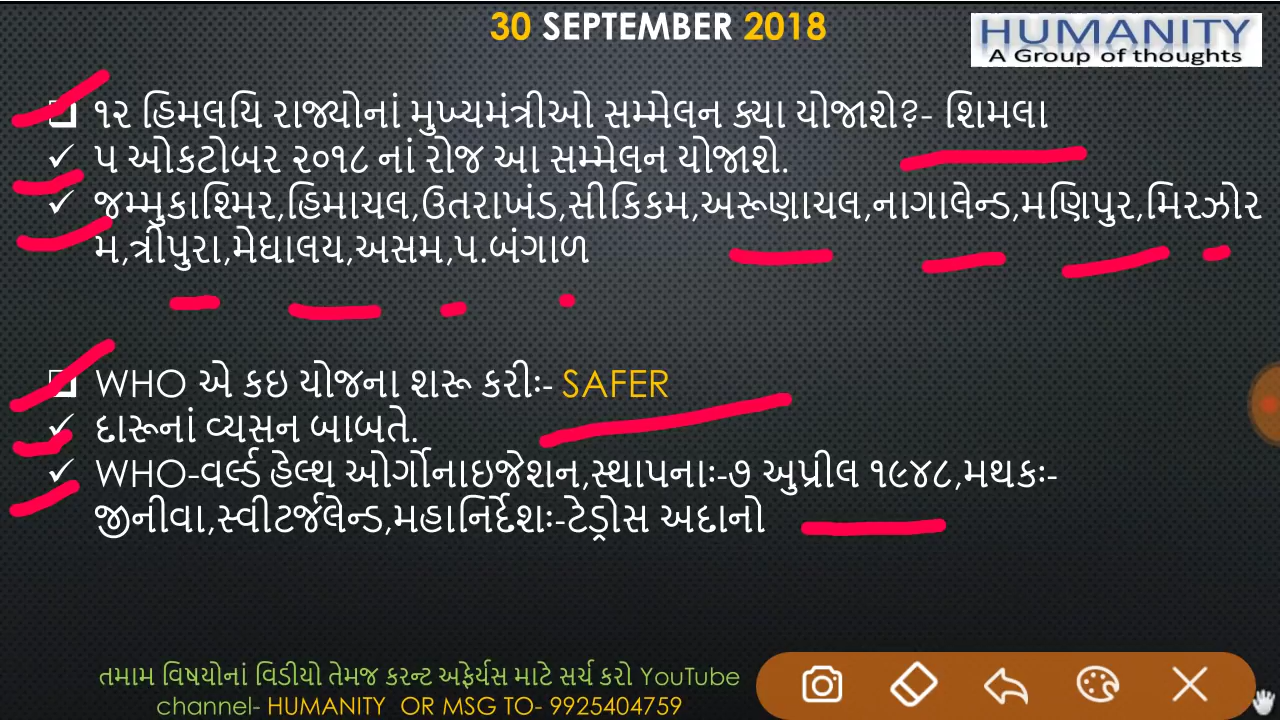 30 SEPTEMBER 2018
HUMANITY
A Group of thoughts
૧૨ હિમલયિ રાજ્યોનાં મુખ્યમંત્રીઓ સમ્મેલન ક્યા યોજાશે?- શિમલા
૫ ઓક્ટોબર ૨૦૧૮ નાં રોજ આ સમ્મેલન યોજાશે.
જમ્મુકાશ્મિર,હિમાચલ,ઉતરાખંડ,સીકિકમ,અરૂણાચલ,નાગાલેન્ડ,મણિપુર,મિરઝોર
મ,ત્રીપુરા,મેઘાલય,અસમ,પ.બંગાળ
WHO એ કઇ યોજના શરૂ કરીઃ- SAFER
દારૂનાં વ્યસન બાબતે.
WHO-વર્લ્ડ હેલ્થ ઓર્ગોનાઇજેશન,સ્થાપનાઃ-૭ અપ્રીલ ૧૯૪૮,મથકઃ-
જીનીવા,સ્વીટર્જલેન્ડ,મહાનિર્દેશઃ-ટેડ્રોસ અદાનો
તમામ વિષયોનાં વિડીયો તેમજ કરન્ટ અફેર્યસ માટે સર્ચ કરો YouTube
channel- HUMANITY OR MSG TO- 9925404759